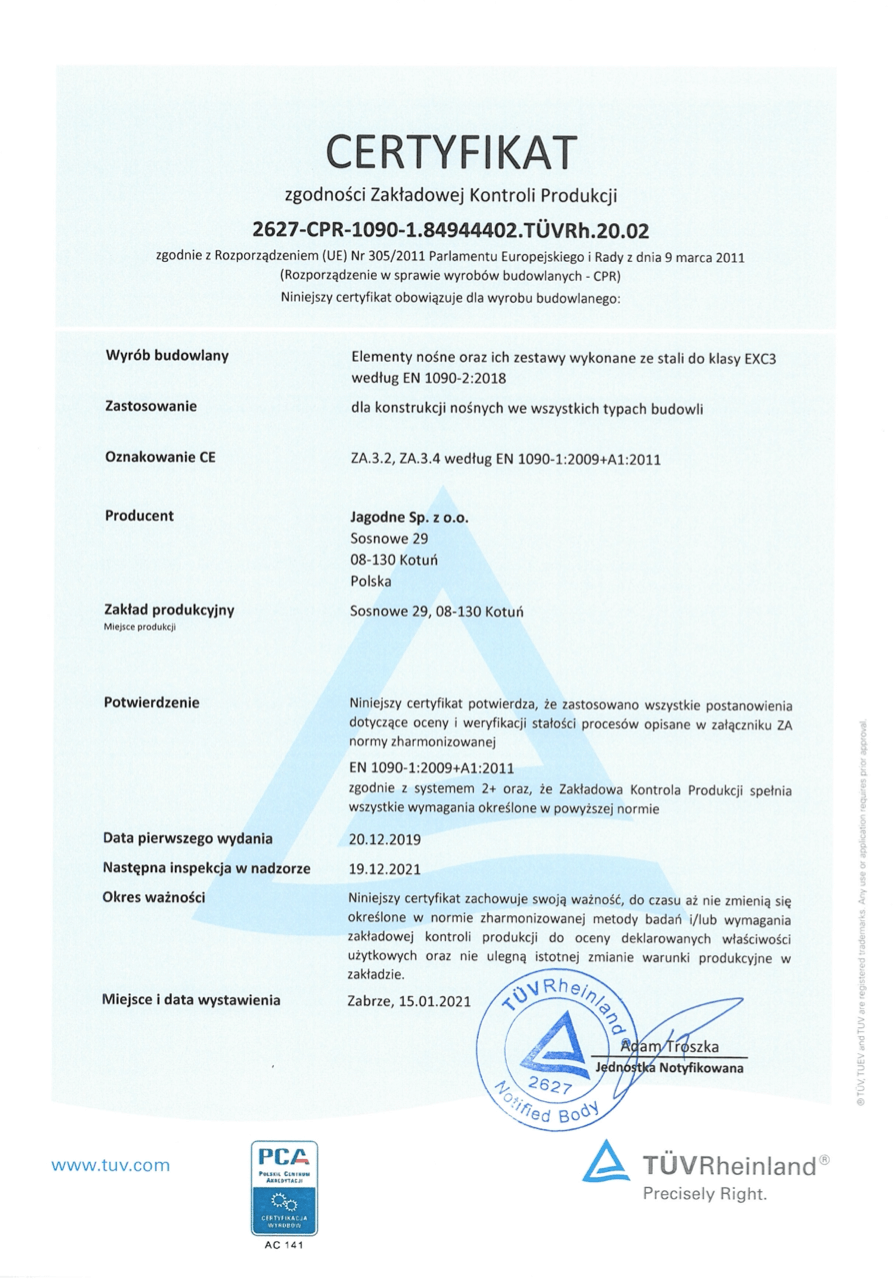 CERTYFIKAT
zgodności Zakładowej Kontroli Produkcji
2627-CPR-1090-1.84944402.TÜVRh.20.02
zgodnie z Rozporządzeniem (UE) Nr 305/2011 Parlamentu Europejskiego i Rady z dnia 9 marca 2011
(Rozporządzenie w sprawie wyrobów budowlanych - CPR)
Niniejszy certyfikat obowiązuje dla wyrobu budowlanego:
Wyrób budowlany
Elementy nośne oraz ich zestawy wykonane ze stali do klasy EXC3
według EN 1090-2:2018
Zastosowanie
dla konstrukcji nośnych we wszystkich typach budowli
Oznakowanie CE
ZA.3.2, ZA.3.4 według EN 1090-1:2009+A1:2011
Producent
Jagodne Sp. z o.o.
Sosnowe 29
08-130 Kotuń
Polska
Zakład produkcyjny
Miejsce produkcji
Sosnowe 29, 08-130 Kotuń
Potwierdzenie
Niniejszy certyfikat potwierdza, że zastosowano wszystkie postanowienia
dotyczące oceny i weryfikacji stałości procesów opisane w załączniku ZA
normy zharmonizowanej
EN 1090-1:2009+A1:2011
zgodnie z systemem 2+ oraz, że Zakładowa Kontrola Produkcji spełnia
wszystkie wymagania określone w powyższej normie
Data pierwszego wydania
20.12.2019
Następna inspekcja w nadzorze
19.12.2021
Okres ważności
Niniejszy certyfikat zachowuje swoją ważność, do czasu aż nie zmienią się
określone w normie zharmonizowanej metody badań i/lub wymagania
zakładowej kontroli produkcji do oceny deklarowanych właściwości
użytkowych oraz nie ulegną istotnej zmianie warunki produkcyjne w
zakładzie.
Miejsce i data wystawienia
Zabrze, 15.01.2021
TÜVRheinland®
2627
Notified Body
Adam Troszka
Jednostka Notyfikowana
® TÜV, TUEV and TUV are registered trademarks. Any use or application requires prior approval.
www.tuv.com
PCA
POLSKIE CENTRUM
AKREDYTACJI
CERTYFIKACJA
WYROBÓW
AC 141
TÜVRheinland®
Precisely Right.